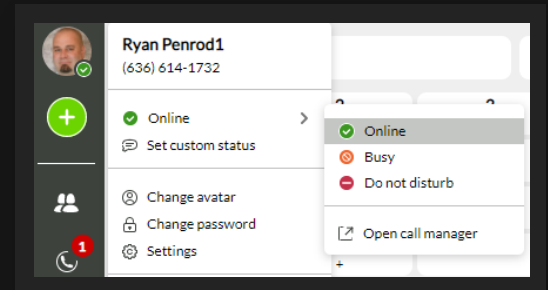 Ryan Penrod1
(636) 614-1732
Online
Set custom status
Change avatar
Change password
Settings
Online
Busy
Do not disturb
Open call manager
+
1